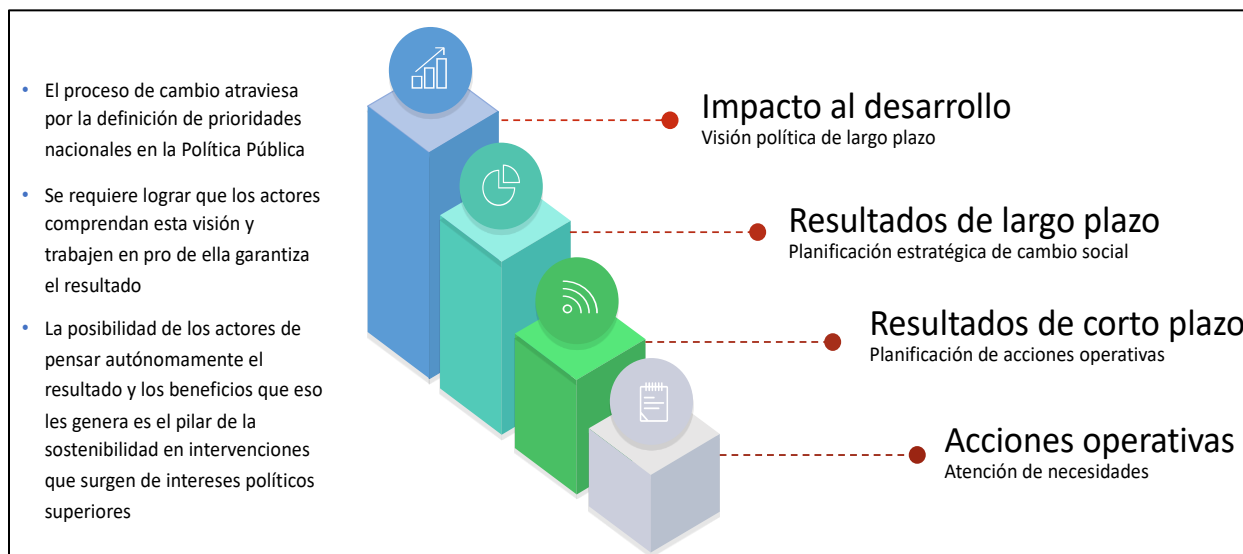 El proceso de cambio atraviesa
por la definición de prioridades
nacionales en la Política Pública
Se requiere lograr que los actores
comprendan esta visión y
trabajen en pro de ella garantiza
el resultado
La posibilidad de los actores de
pensar autónomamente el
resultado y los beneficios que eso
les genera es el pilar de la
sostenibilidad en intervenciones
que surgen de intereses políticos
superiores
Impacto al desarrollo
Visión política de largo plazo
Resultados de largo plazo
Planificación estratégica de cambio social
Resultados de corto plazo
Planificación de acciones operativas
Acciones operativas
Atención de necesidades